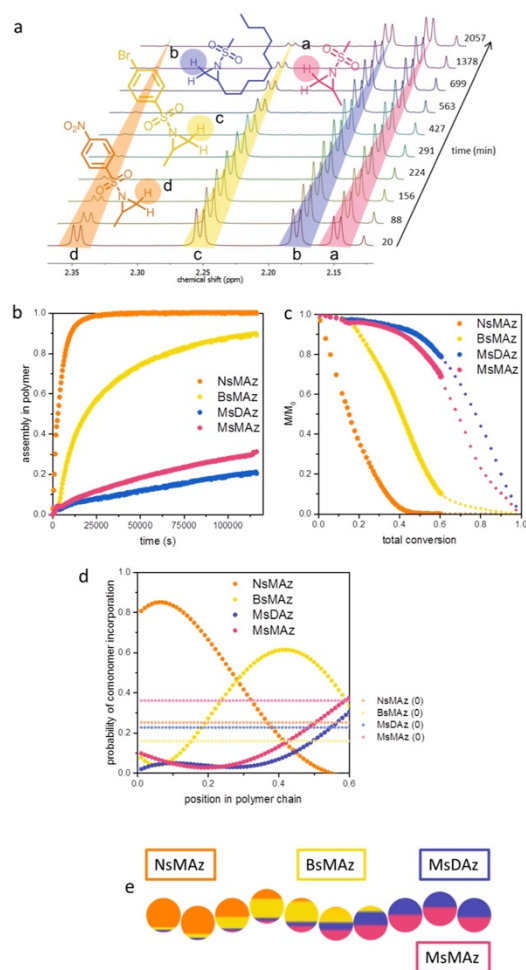 a
Br
b
H
O
S
O
N
H
a
H
O
S
O
N
H
2057
1378
699
563
427
291
224
156
88
20
time (min)
O
S
O
N
c
H
H
O₂N
O
S
O
N
d
H
H
d
c
b
a
2.35
2.30
2.25
2.20
2.15
chemical shift (ppm)
b
assembly in polymer
1.0
0.8
0.6
0.4
0.2
0.0
NsMAz
BsMAz
MsDAz
MsMAz
0
25000
50000
75000
100000
time (s)
c
M/M₀
1.0
0.8
0.6
0.4
0.2
0.0
NsMAz
BsMAz
MsDAz
MsMAz
0.0
0.2
0.4
0.6
0.8
1.0
total conversion
d
probability of comonomer incorporation
1.0
0.8
0.6
0.4
0.2
0.0
NsMAz
BsMAz
MsDAz
MsMAz
NsMAz (0)
BsMAz (0)
MsDAz (0)
MsMAz (0)
0.0
0.2
0.4
0.6
position in polymer chain
NsMAz
BsMAz
MsDAz
e
MsMAz